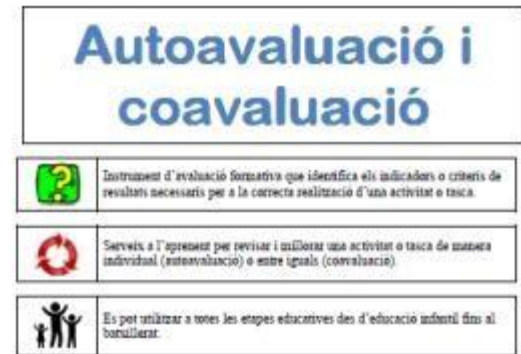 Autoavaluació i
coavaluació
Instrument d'avaluació formativa que identifica els indicadors o criteris de
resultats necessaris per a la correcta realització d'una activitat o tasca.
Serveix a l'aprenent per revisar i millorar una activitat o tasca de manera
individual (autoavaluació) o entre iguals (coavaluació).
Es pot utilitzar a totes les etapes educatives des d'educació infantil fins al
batxillerat.